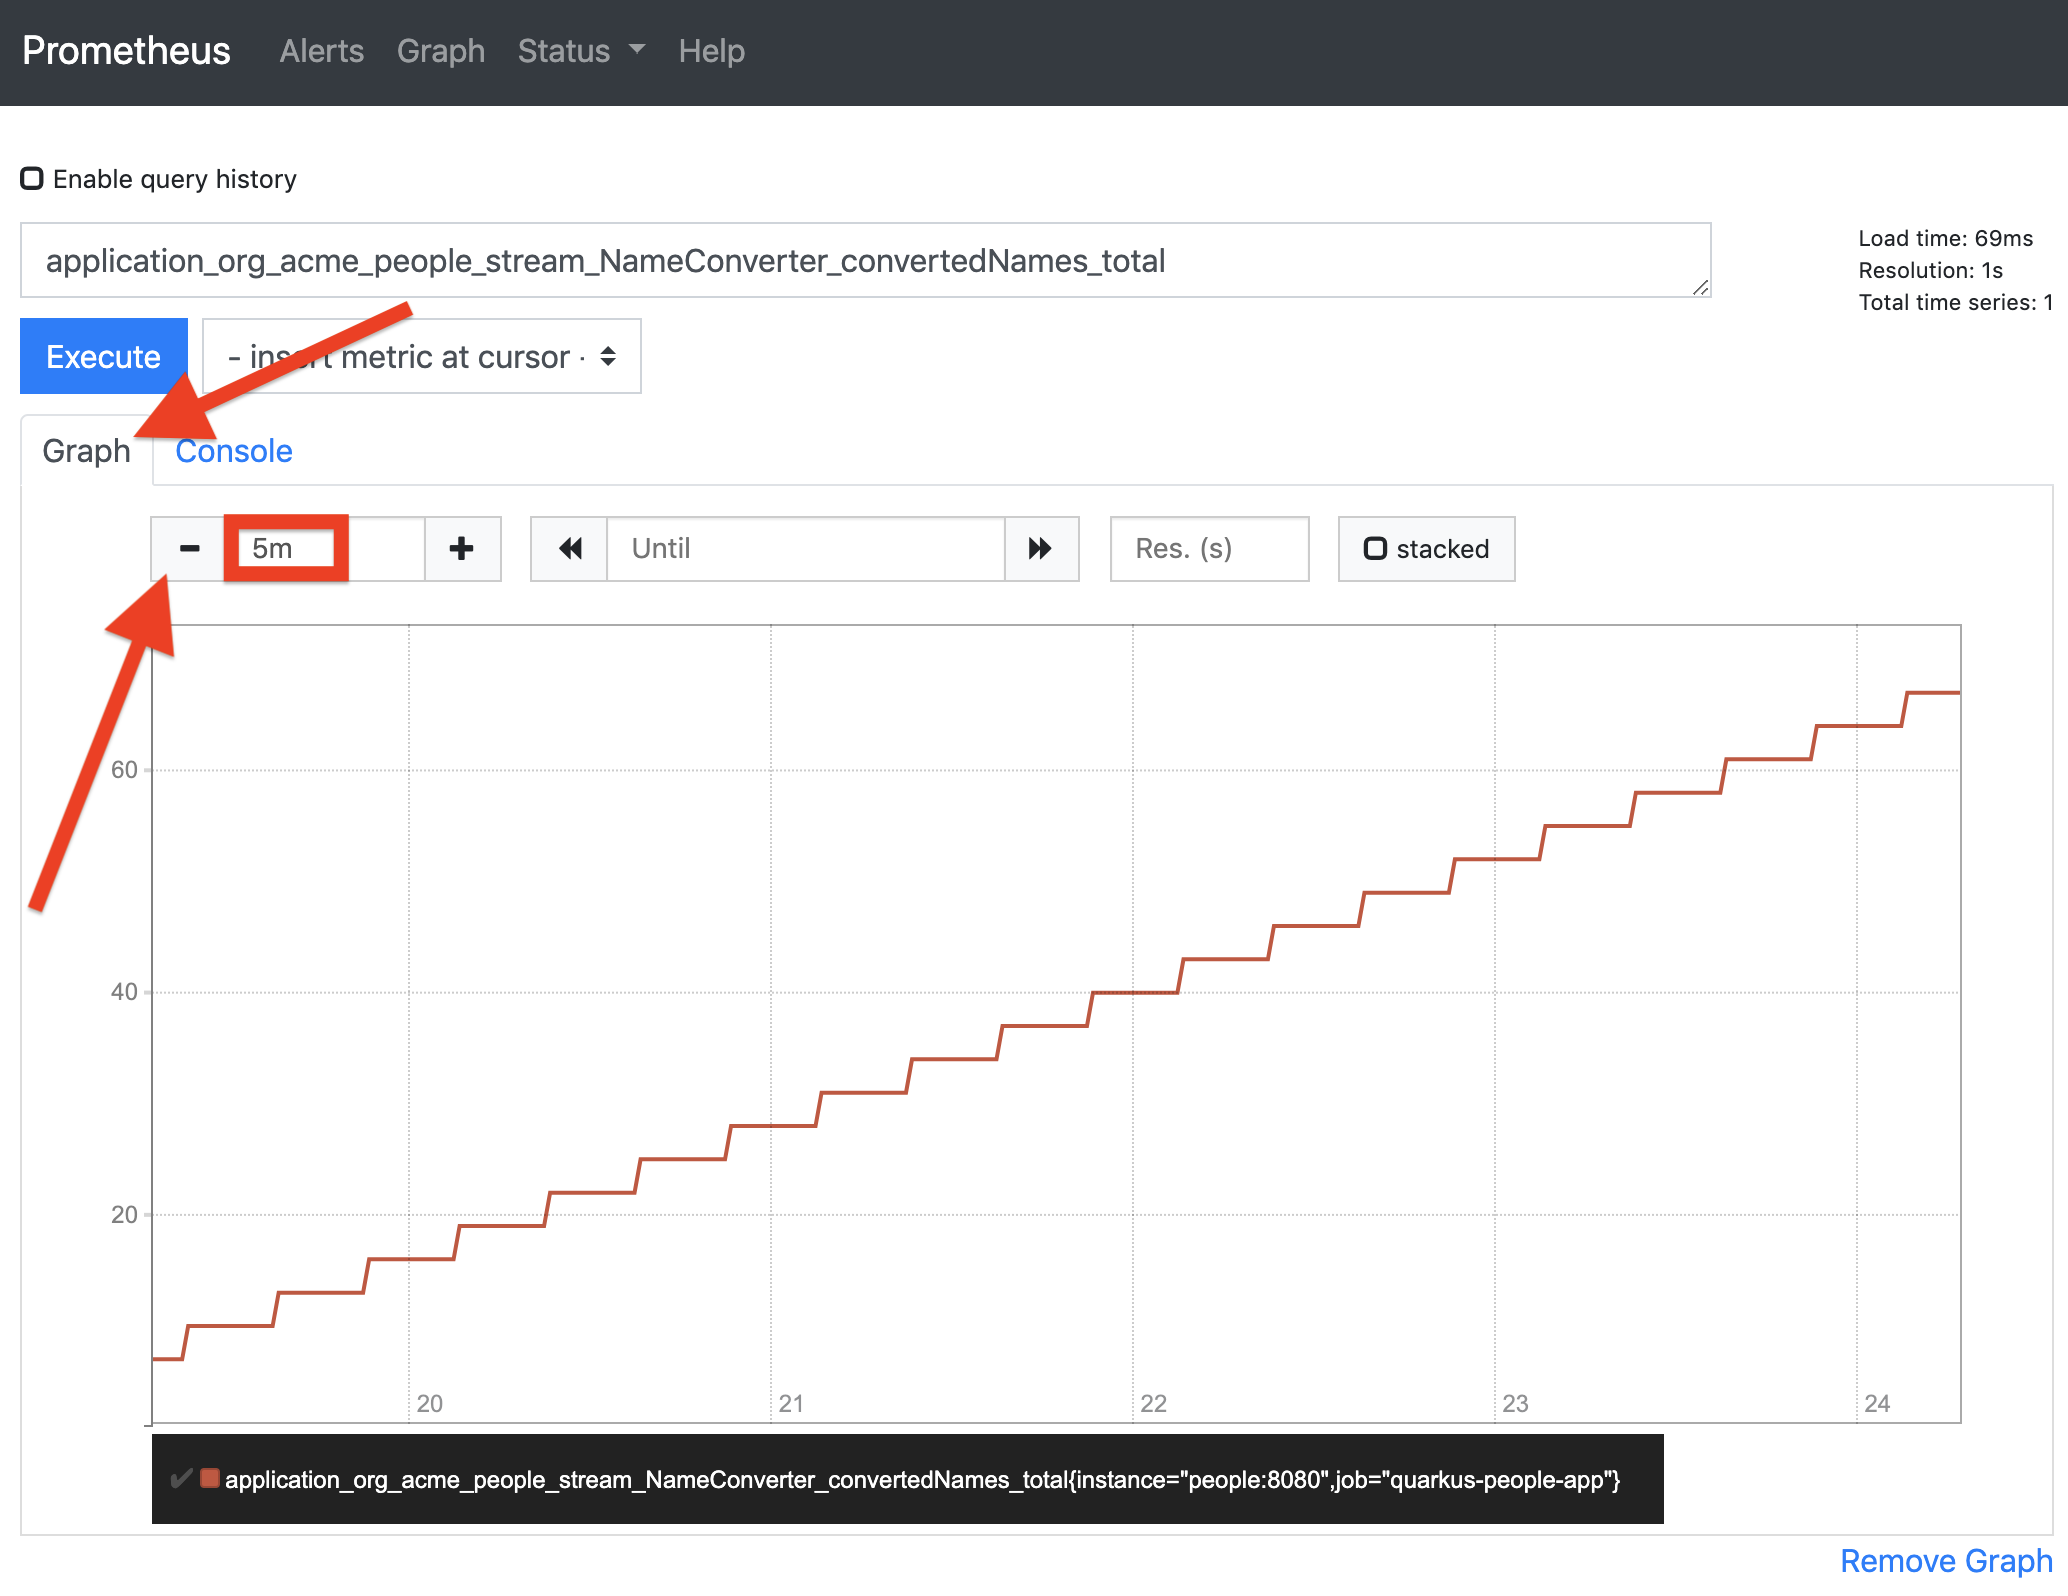 Prometheus Alerts Graph Status Help
Enable query history
application_org_acme_people_stream_NameConverter_convertedNames_total
Load time: 69ms
Resolution: 1s
Total time series: 1
Execute
- insert metric at cursor -
Graph Console
5m
Until
Res. (s)
stacked
60
40
20
20 21 22 23 24
application_org_acme_people_stream_NameConverter_convertedNames_total{instance="people:8080",job="quarkus-people-app"}
Remove Graph